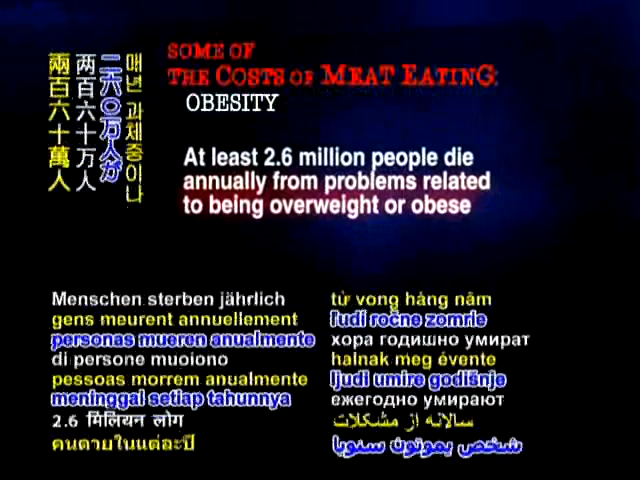 SOME OF
THE COSTS OF MEAT EATING:
OBESITY
At least 2.6 million people die
annually from problems related
to being overweight or obese
兩百六十萬人
两百六十万人
二六〇万人が
매년 과체중이나
Menschen sterben jährlich
gens meurent annuellement
personas mueren anualmente
di persone muoiono
pessoas morrem anualmente
meninggal setiap tahunnya
2.6 मिलियन लोग
คนตายในแต่ละปี
tử vong hàng năm
ľudí ročne zomrie
хора годишно умират
halnak meg évente
ljudi umire godišnje
ежегодно умирают
سالانه از مشکلات
شخص يموتون سنويا